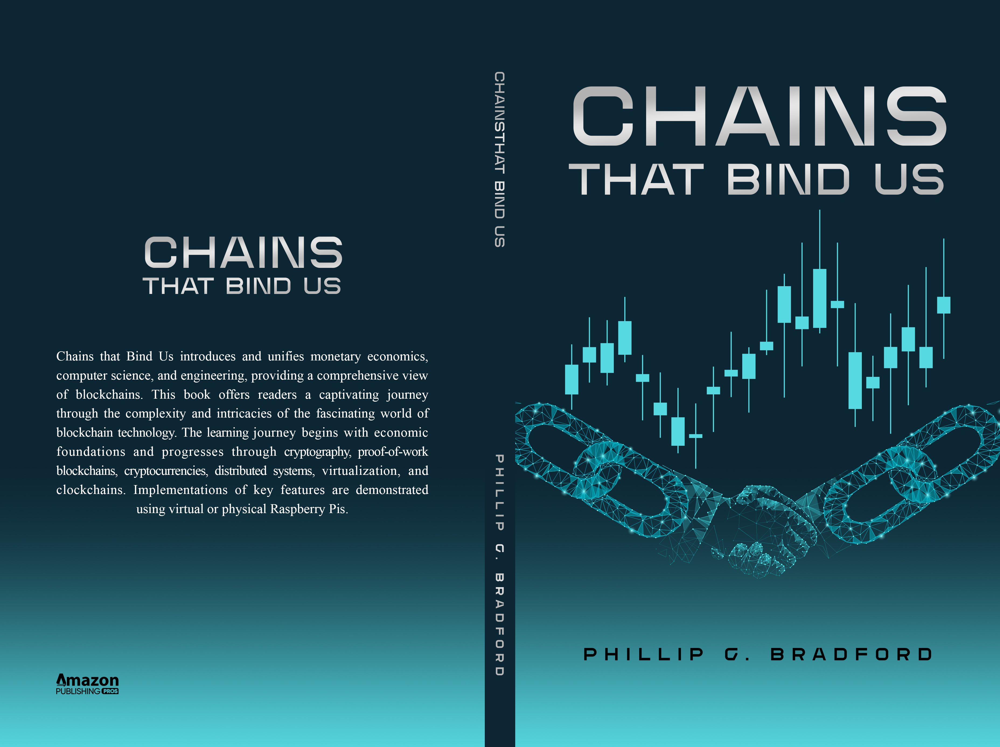 CHAINS
THAT BIND US
Chains that Bind Us introduces and unifies monetary economics,
computer science, and engineering, providing a comprehensive view
of blockchains. This book offers readers a captivating journey
through the complexity and intricacies of the fascinating world of
blockchain technology. The learning journey begins with economic
foundations and progresses through cryptography, proof-of-work
blockchains, cryptocurrencies, distributed systems, virtualization, and
clockchains. Implementations of key features are demonstrated
using virtual or physical Raspberry Pis.
Amazon
PUBLISHING PROS
CHAINSTHAT BIND US
PHILLIP G. BRADFORD
CHAINS
THAT BIND US
PHILLIP G. BRADFORD